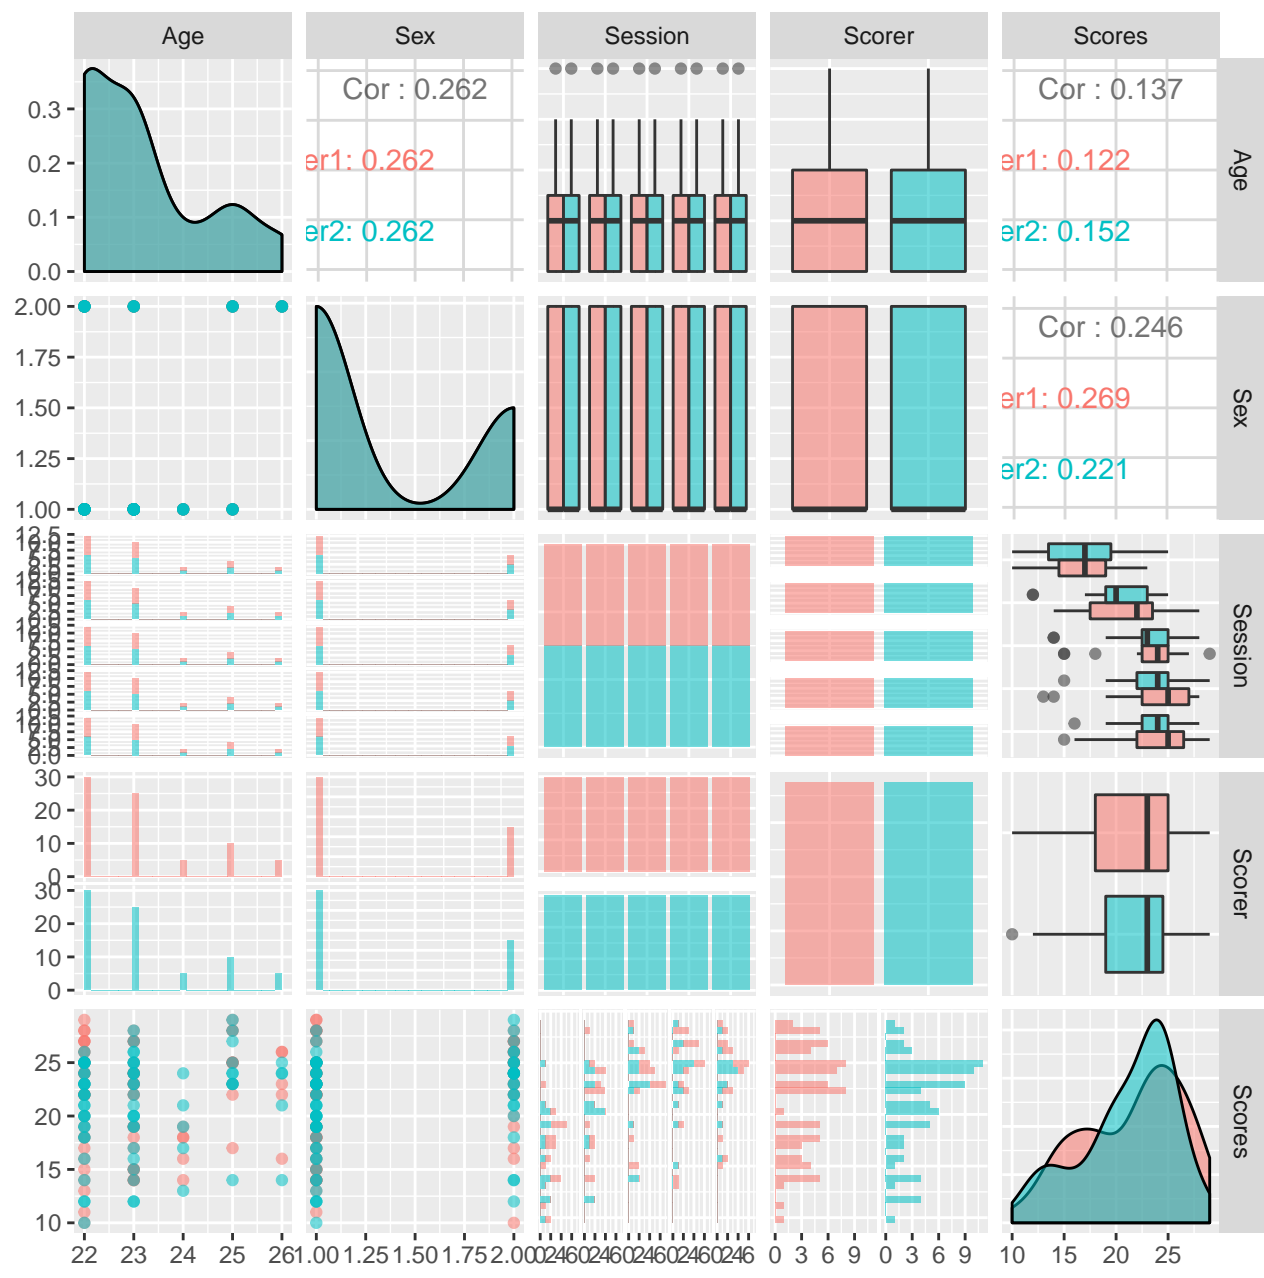 Age Sex Session Scorer Scores
0.3
0.2
0.1
0.0
Cor : 0.262
er1: 0.262
er2: 0.262
Cor : 0.137
er1: 0.122
er2: 0.152
Age
2.00
1.75
1.50
1.25
1.00
Cor : 0.246
er1: 0.269
er2: 0.221
Sex
12.5
0.0
Session
30
20
10
0
30
20
10
0
Scorer
25
20
15
10
Scores
22 23 24 25 26 1.00 1.25 1.50 1.75 2.00 0 3 6 9 0 3 6 9 10 15 20 25